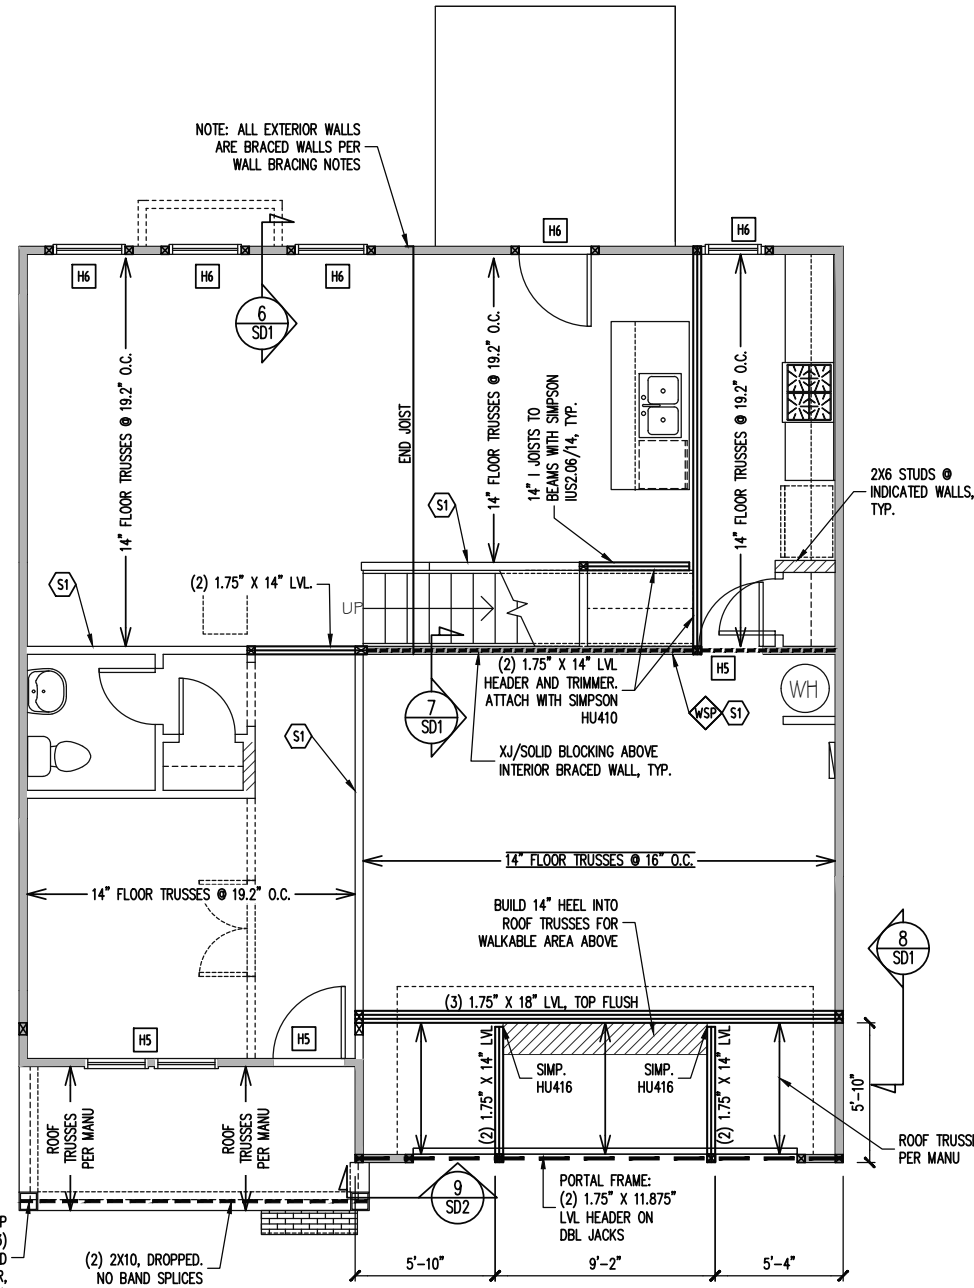 NOTE: ALL EXTERIOR WALLS
ARE BRACED WALLS PER
WALL BRACING NOTES
H6
H6
H6
H6
H6
6
SD1
14" FLOOR TRUSSES @ 19.2" O.C.
END JOIST
14" FLOOR TRUSSES @ 19.2" O.C.
14" I JOISTS TO
BEAMS WITH SIMPSON
IUS2.06/14, TYP.
14" FLOOR TRUSSES @ 19.2" O.C.
2X6 STUDS @
INDICATED WALLS,
TYP.
S1
S1
(2) 1.75" X 14" LVL.
UP
(2) 1.75" X 14" LVL
HEADER AND TRIMMER.
ATTACH WITH SIMPSON
HU410
H5
WH
7
SD1
WSP
S1
S1
XJ/SOLID BLOCKING ABOVE
INTERIOR BRACED WALL, TYP.
14" FLOOR TRUSSES @ 16" O.C.
14" FLOOR TRUSSES @ 19.2" O.C.
BUILD 14" HEEL INTO
ROOF TRUSSES FOR
WALKABLE AREA ABOVE
8
SD1
(3) 1.75" X 18" LVL, TOP FLUSH
H5
H5
(2) 1.75" X 14" LVL
SIMP.
HU416
SIMP.
HU416
(2) 1.75" X 14" LVL
5'-10"
ROOF
TRUSSES
PER MANU
ROOF
TRUSSES
PER MANU
ROOF TRUSSE
PER MANU
9
SD2
PORTAL FRAME:
(2) 1.75" X 11.875"
LVL HEADER ON
DBL JACKS
P
)
D
R,
(2) 2X10, DROPPED.
NO BAND SPLICES
5'-10"
9'-2"
5'-4"